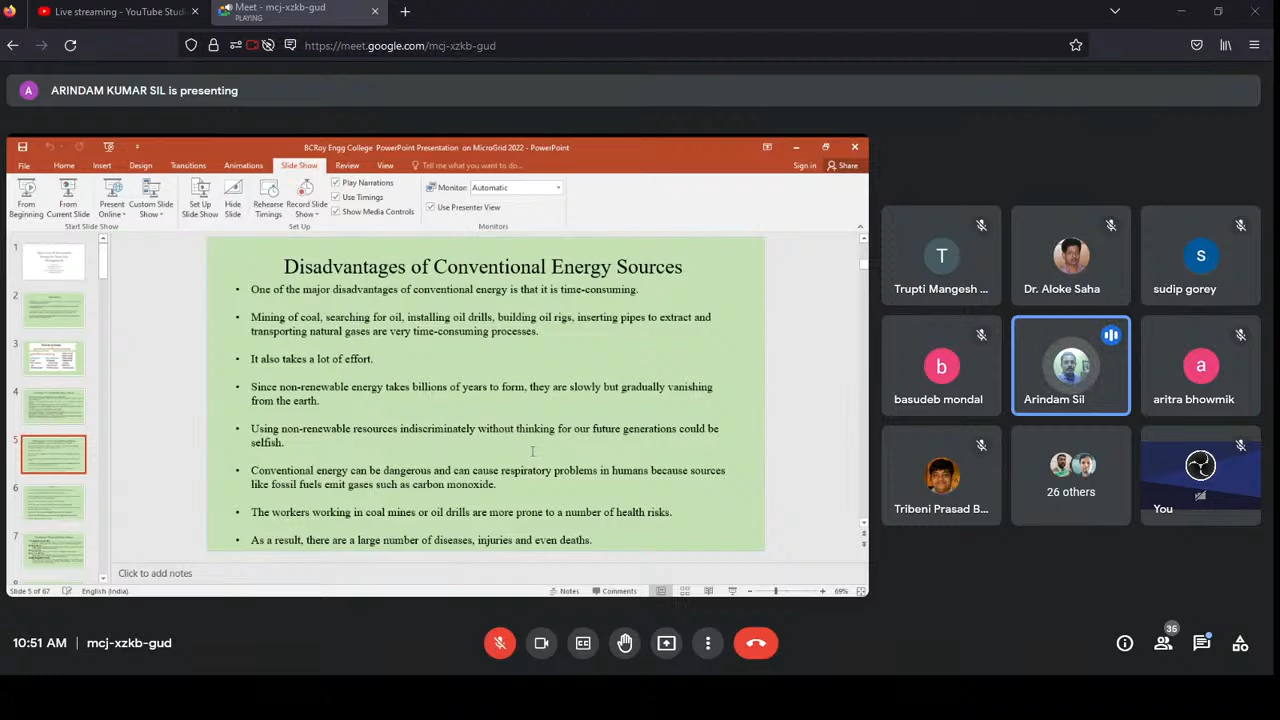 Live streaming - YouTube Stud
Meet - mcj-xzkb-gud
PLAYING
https://meet.google.com/mcj-xzkb-gud
A
ARINDAM KUMAR SIL is presenting
BCRoy Engg College PowerPoint Presentation on MicroGrid 2022 - PowerPoint
File Home Insert Design Transitions Animations Slide Show Review View Tell me what you want to do... Sign in Share
From Beginning
From Current Slide
Present Online
Custom Slide Show
Start Slide Show
Set Up Slide Show
Hide Slide
Rehearse Timings
Record Slide Show
Play Narrations
Use Timings
Show Media Controls
Set Up
Monitor: Automatic
Use Presenter View
Monitors
1
2
3
4
5
6
7
Disadvantages of Conventional Energy Sources
• One of the major disadvantages of conventional energy is that it is time-consuming.
• Mining of coal, searching for oil, installing oil drills, building oil rigs, inserting pipes to extract and
transporting natural gases are very time-consuming processes.
• It also takes a lot of effort.
• Since non-renewable energy takes billions of years to form, they are slowly but gradually vanishing
from the earth.
• Using non-renewable resources indiscriminately without thinking for our future generations could be
selfish.
• Conventional energy can be dangerous and can cause respiratory problems in humans because sources
like fossil fuels emit gases such as carbon monoxide.
• The workers working in coal mines or oil drills are more prone to a number of health risks.
• As a result, there are a large number of diseases, injuries and even deaths.
Click to add notes
Slide 5 of 67 English (India) Notes Comments 69%
T
Trupti Mangesh ...
Dr. Aloke Saha
s
sudip gorey
b
basudeb mondal
Arindam Sil
a
aritra bhowmik
Tribeni Prasad B...
26 others
You
10:51 AM mcj-xzkb-gud
36